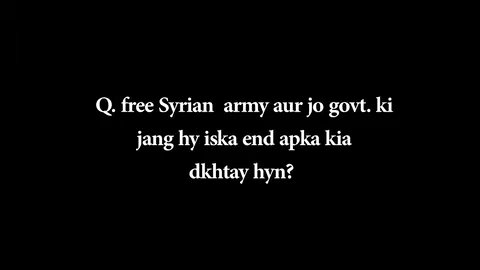 Q. free Syrian army aur jo govt. ki
jang hy iska end apka kia
dkhtay hyn?